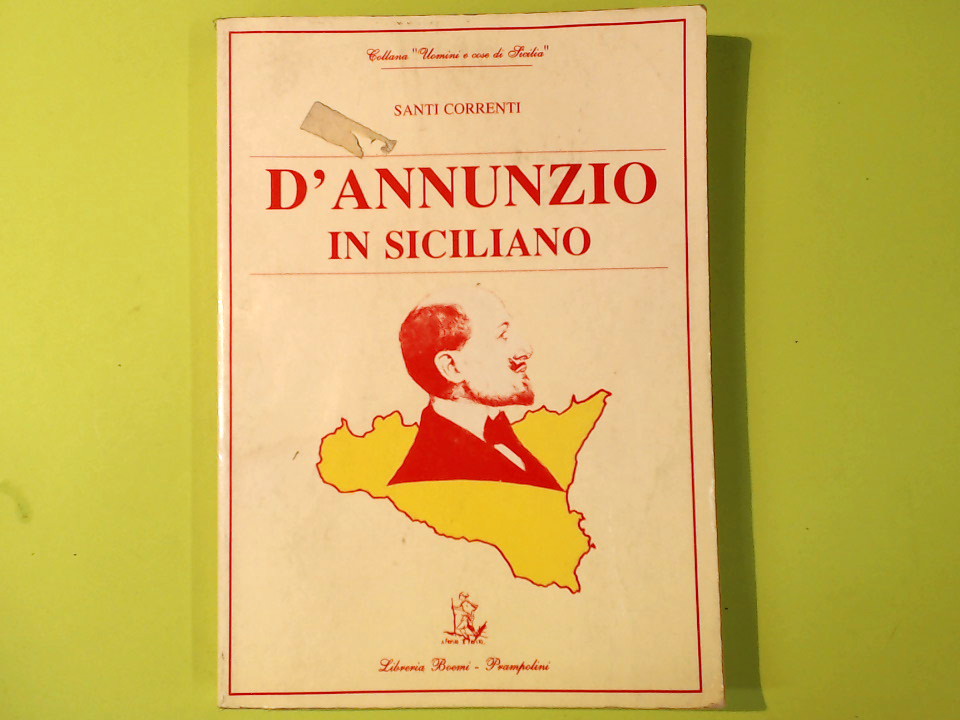 Collana "Uomini e cose di Sicilia"
SANTI CORRENTI
D'ANNUNZIO
IN SICILIANO
Libreria Boemi - Prampolini